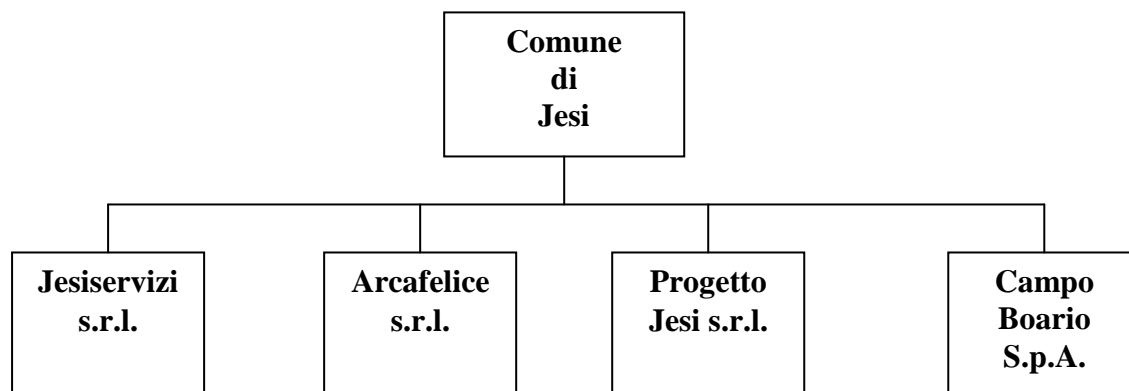 Comune
di
Jesi
Jesiservizi
s.r.l.
Arcafelice
s.r.l.
Progetto
Jesi s.r.l.
Campo
Boario
S.p.A.